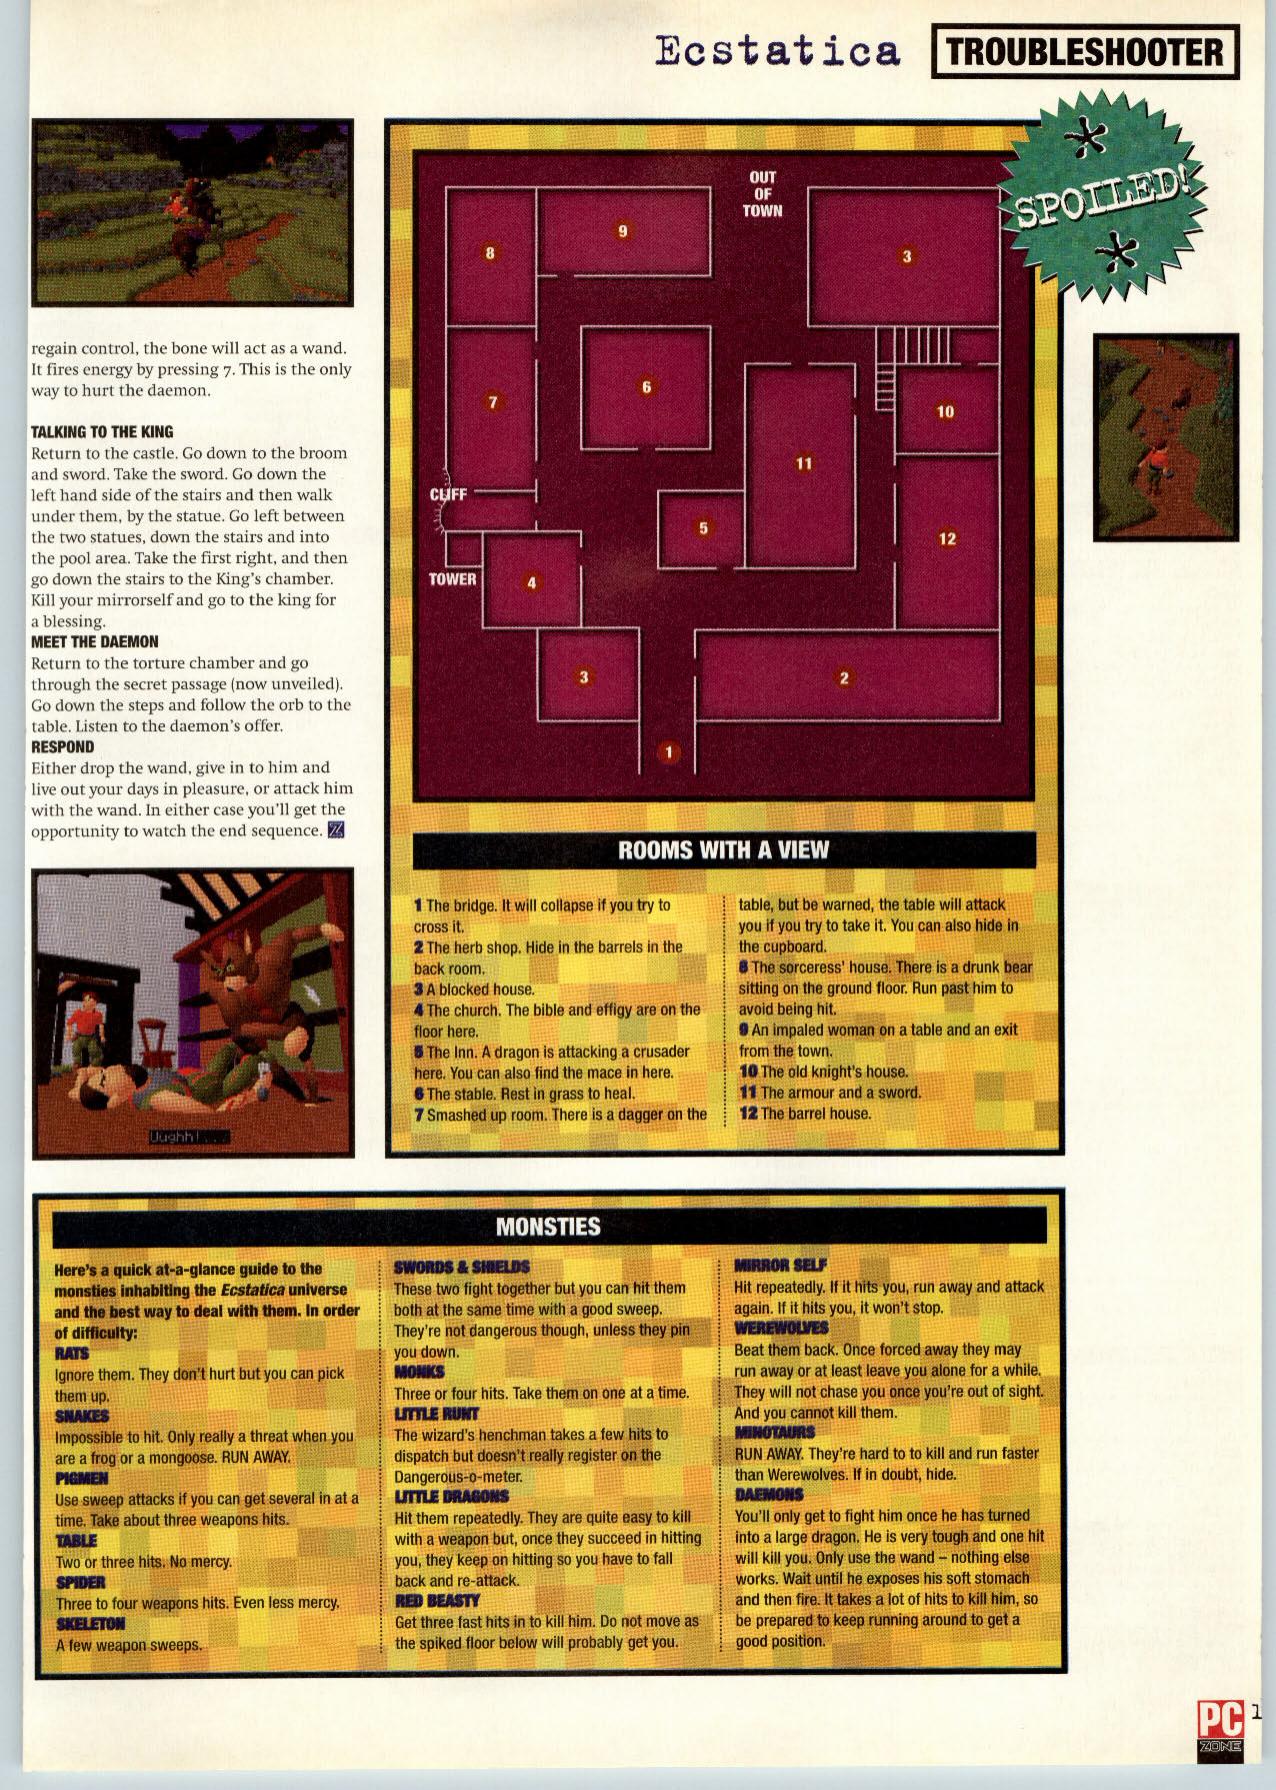 Ecstatica TROUBLESHOOTER
SPOILED!
regain control, the bone will act as a wand.
It fires energy by pressing 7. This is the only
way to hurt the daemon.
TALKING TO THE KING
Return to the castle. Go down to the broom
and sword. Take the sword. Go down the
left hand side of the stairs and then walk
under them, by the statue. Go left between
the two statues, down the stairs and into
the pool area. Take the first right, and then
go down the stairs to the King's chamber.
Kill your mirrorself and go to the king for
a blessing.
MEET THE DAEMON
Return to the torture chamber and go
through the secret passage (now unveiled).
Go down the steps and follow the orb to the
table. Listen to the daemon's offer.
RESPOND
Either drop the wand, give in to him and
live out your days in pleasure, or attack him
with the wand. In either case you'll get the
opportunity to watch the end sequence. Z
Uughh!...
OUT
OF
TOWN
8
9
3
7
6
10
11
CLIFF
5
12
TOWER
4
3
2
1
ROOMS WITH A VIEW
1 The bridge. It will collapse if you try to
cross it.
2 The herb shop. Hide in the barrels in the
back room.
3 A blocked house.
4 The church. The bible and effigy are on the
floor here.
5 The Inn. A dragon is attacking a crusader
here. You can also find the mace in here.
6 The stable. Rest in grass to heal.
7 Smashed up room. There is a dagger on the
table, but be warned, the table will attack
you if you try to take it. You can also hide in
the cupboard.
8 The sorceress' house. There is a drunk bear
sitting on the ground floor. Run past him to
avoid being hit.
9 An impaled woman on a table and an exit
from the town.
10 The old knight's house.
11 The armour and a sword.
12 The barrel house.
MONSTIES
Here's a quick at-a-glance guide to the
monsties inhabiting the Ecstatica universe
and the best way to deal with them. In order
of difficulty:
RATS
Ignore them. They don't hurt but you can pick
them up.
SNAKES
Impossible to hit. Only really a threat when you
are a frog or a mongoose. RUN AWAY.
PIGMEN
Use sweep attacks if you can get several in at a
time. Take about three weapons hits.
TABLE
Two or three hits. No mercy.
SPIDER
Three to four weapons hits. Even less mercy.
SKELETON
A few weapon sweeps.
SWORDS & SHIELDS
These two fight together but you can hit them
both at the same time with a good sweep.
They're not dangerous though, unless they pin
you down.
MONKS
Three or four hits. Take them on one at a time.
LITTLE RUNT
The wizard's henchman takes a few hits to
dispatch but doesn't really register on the
Dangerous-o-meter.
LITTLE DRAGONS
Hit them repeatedly. They are quite easy to kill
with a weapon but, once they succeed in hitting
you, they keep on hitting so you have to fall
back and re-attack.
RED BEASTY
Get three fast hits in to kill him. Do not move as
the spiked floor below will probably get you.
MIRROR SELF
Hit repeatedly. If it hits you, run away and attack
again. If it hits you, it won't stop.
WEREWOLVES
Beat them back. Once forced away they may
run away or at least leave you alone for a while.
They will not chase you once you're out of sight.
And you cannot kill them.
MINOTAURS
RUN AWAY. They're hard to to kill and run faster
than Werewolves. If in doubt, hide.
DAEMONS
You'll only get to fight him once he has turned
into a large dragon. He is very tough and one hit
will kill you. Only use the wand – nothing else
works. Wait until he exposes his soft stomach
and then fire. It takes a lot of hits to kill him, so
be prepared to keep running around to get a
good position.
PC
ZONE
1